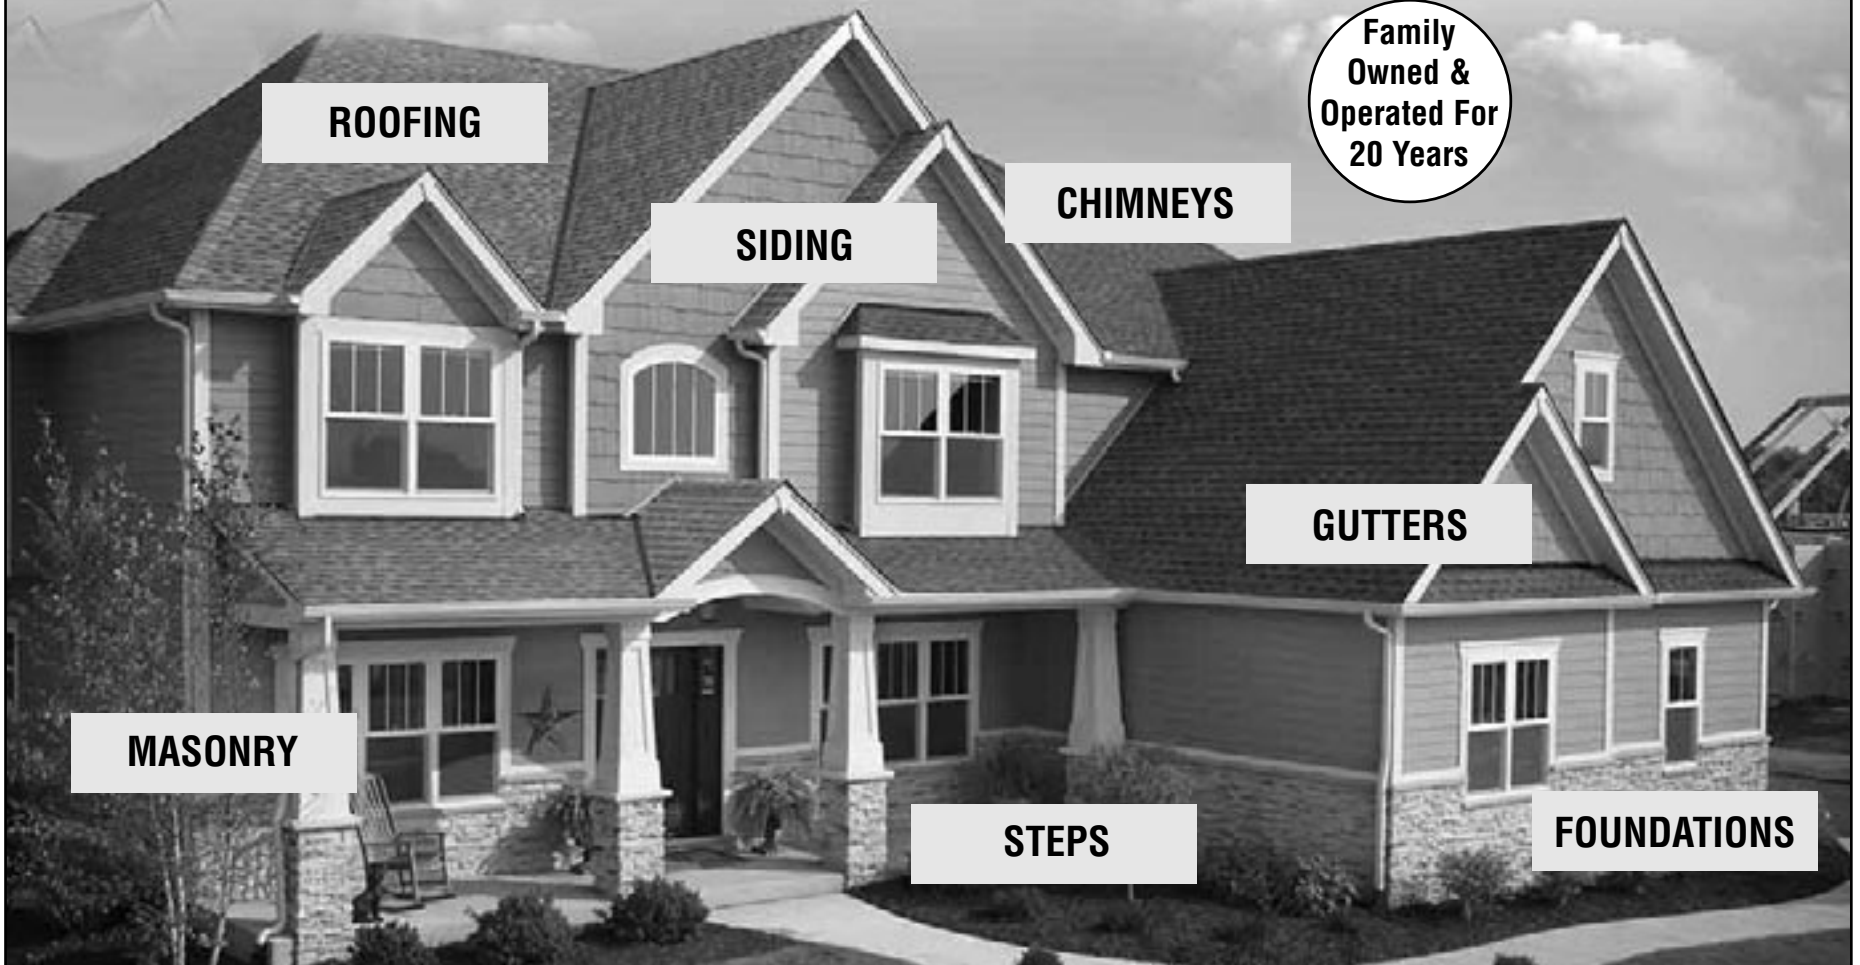 Family
Owned &
Operated For
20 Years
ROOFING
CHIMNEYS
SIDING
GUTTERS
MASONRY
STEPS
FOUNDATIONS